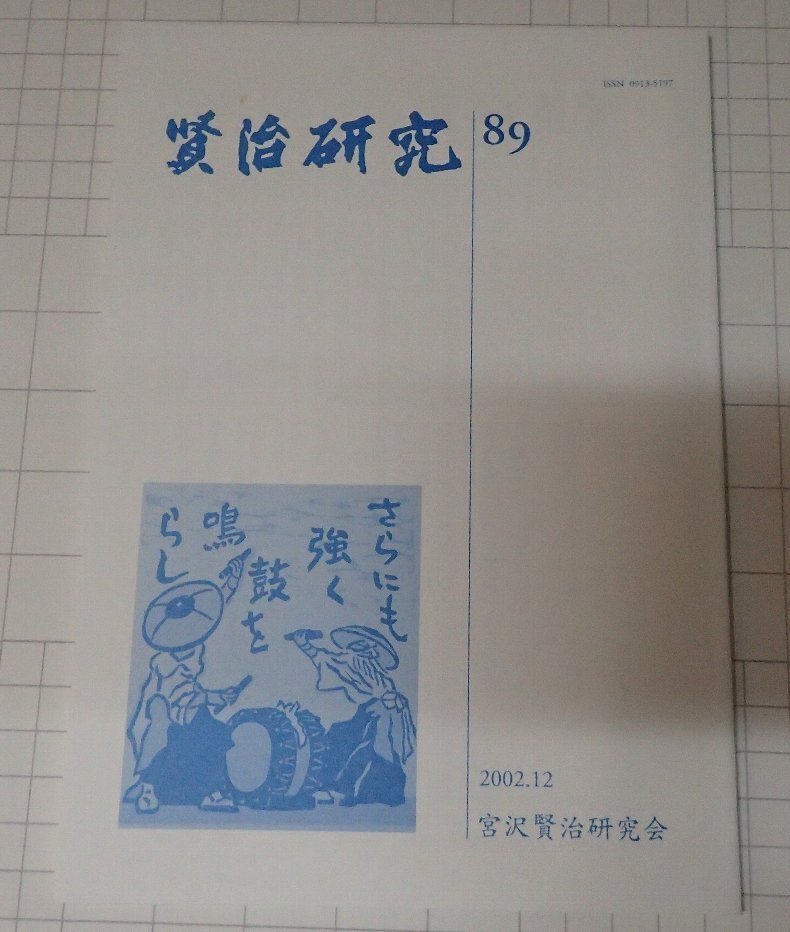 ISSN 0913-5197
賢治研究 89
さらにも
強く
鼓を
鳴
らし
2002.12
宮沢賢治研究会